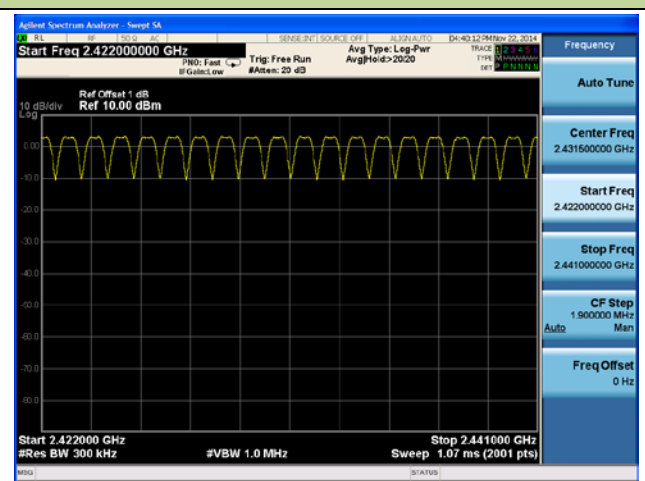 Agilent Spectrum Analyzer - Swept SA
RL RF 50 Ω AC SENSE:INT SOURCE OFF ALIGN AUTO 04:40:12 PM Nov 22, 2014
Start Freq 2.422000000 GHz
PNO: Fast
IFGain:Low
Trig: Free Run
#Atten: 20 dB
Avg Type: Log-Pwr
Avg|Hold:>20/20
TRACE 1 2 3 4 5 6
TYPE
DET P P N N N N
Ref Offset 1 dB
10 dB/div Ref 10.00 dBm
Log
0.00
-10.0
-20.0
-30.0
-40.0
-50.0
-60.0
-70.0
-80.0
Start 2.422000 GHz Stop 2.441000 GHz
#Res BW 300 kHz #VBW 1.0 MHz Sweep 1.07 ms (2001 pts)
MSG STATUS
Frequency
Auto Tune
Center Freq
2.431500000 GHz
Start Freq
2.422000000 GHz
Stop Freq
2.441000000 GHz
CF Step
1.900000 MHz
Auto Man
Freq Offset
0 Hz